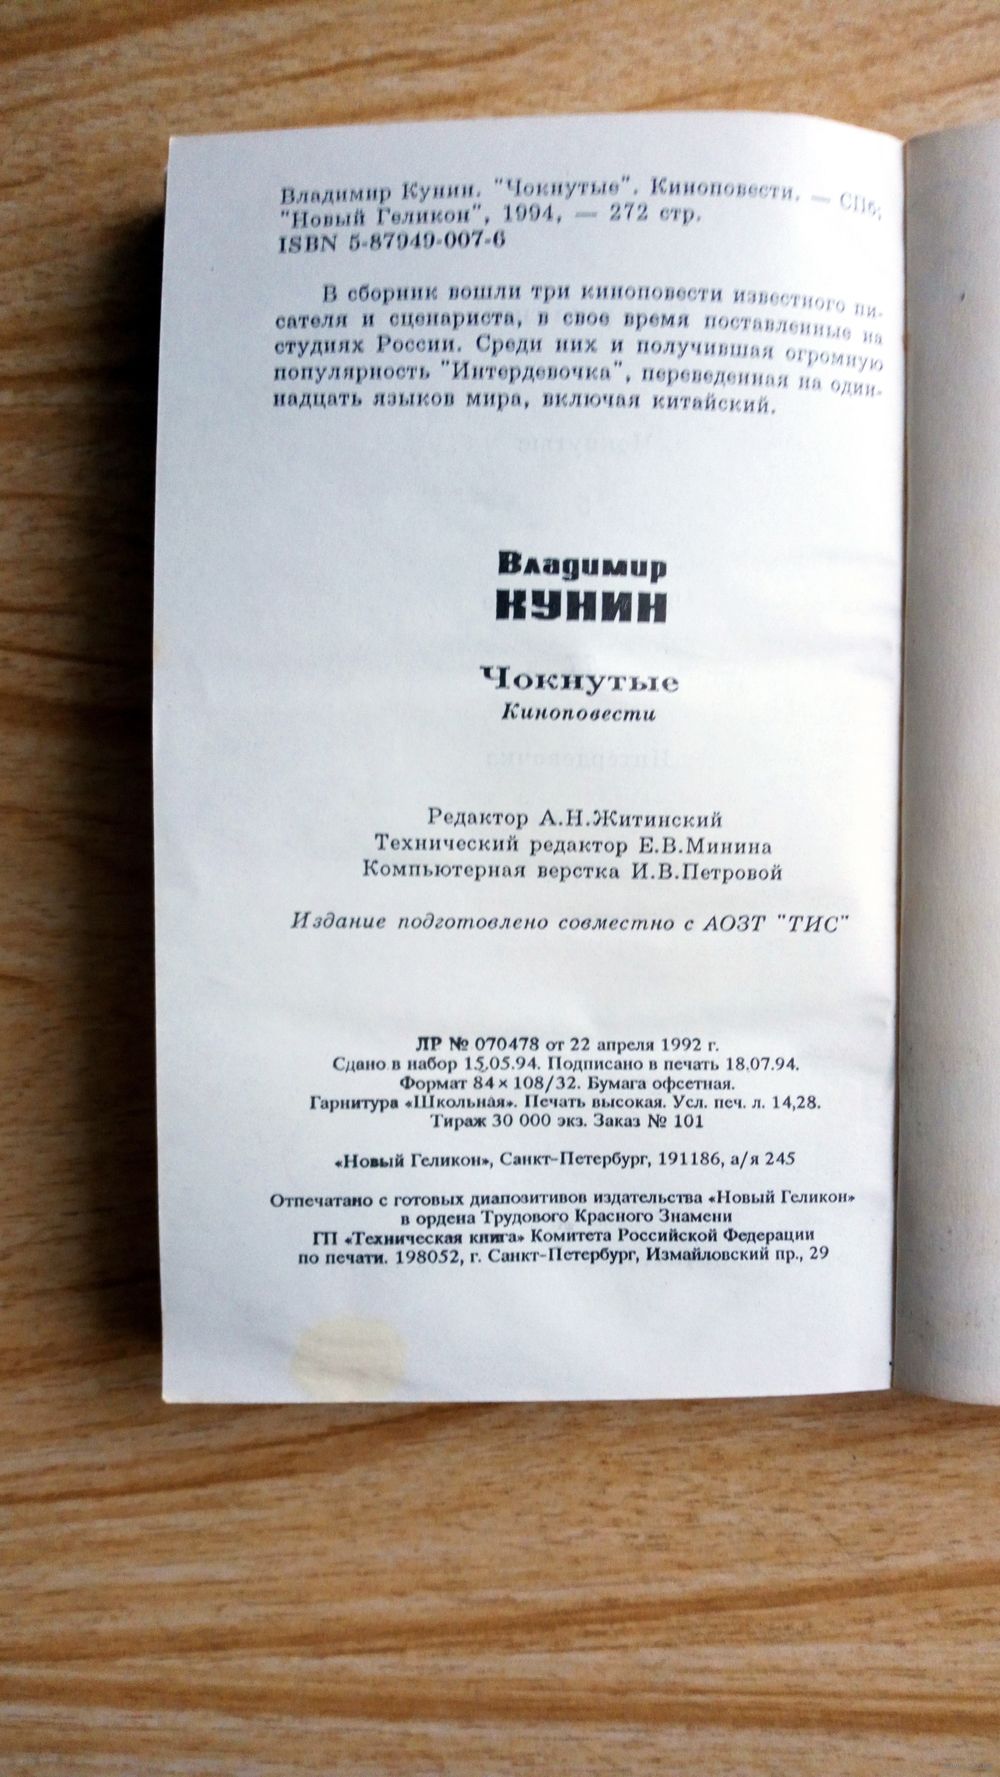 Владимир Кунин. "Чокнутые". Киноповести. — СПб;
"Новый Геликон", 1994, — 272 стр.
ISBN 5-87949-007-6
В сборник вошли три киноповести известного пи-
сателя и сценариста, в свое время поставленные на
студиях России. Среди них и получившая огромную
популярность "Интердевочка", переведенная на один-
надцать языков мира, включая китайский.
Владимир
КУНИН
Чокнутые
Киноповести
Редактор А.Н.Житинский
Технический редактор Е.В.Минина
Компьютерная верстка И.В.Петровой
Издание подготовлено совместно с АОЗТ "ТИС"
ЛР № 070478 от 22 апреля 1992 г.
Сдано в набор 15.05.94. Подписано в печать 18.07.94.
Формат 84×108/32. Бумага офсетная.
Гарнитура «Школьная». Печать высокая. Усл. печ. л. 14,28.
Тираж 30 000 экз. Заказ № 101
«Новый Геликон», Санкт-Петербург, 191186, а/я 245
Отпечатано с готовых диапозитивов издательства «Новый Геликон»
в ордена Трудового Красного Знамени
ГП «Техническая книга» Комитета Российской Федерации
по печати. 198052, г. Санкт-Петербург, Измайловский пр., 29